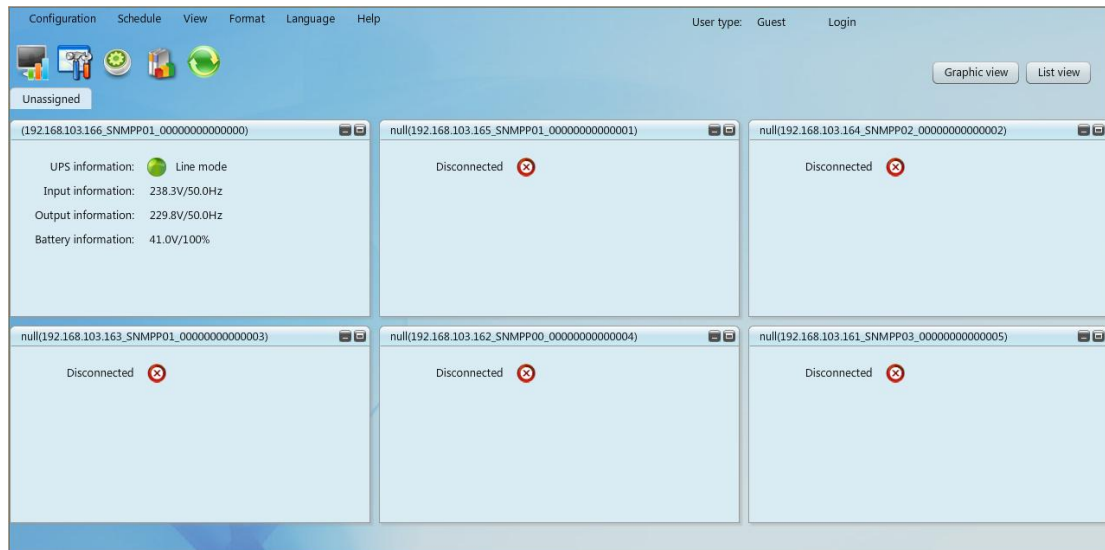 Configuration Schedule View Format Language Help
User type: Guest Login
Graphic view List view
Unassigned
(192.168.103.166_SNMPP01_00000000000000)
UPS information: Line mode
Input information: 238.3V/50.0Hz
Output information: 229.8V/50.0Hz
Battery information: 41.0V/100%
null(192.168.103.165_SNMPP01_00000000000001)
Disconnected
null(192.168.103.164_SNMPP02_00000000000002)
Disconnected
null(192.168.103.163_SNMPP01_00000000000003)
Disconnected
null(192.168.103.162_SNMPP00_00000000000004)
Disconnected
null(192.168.103.161_SNMPP03_00000000000005)
Disconnected